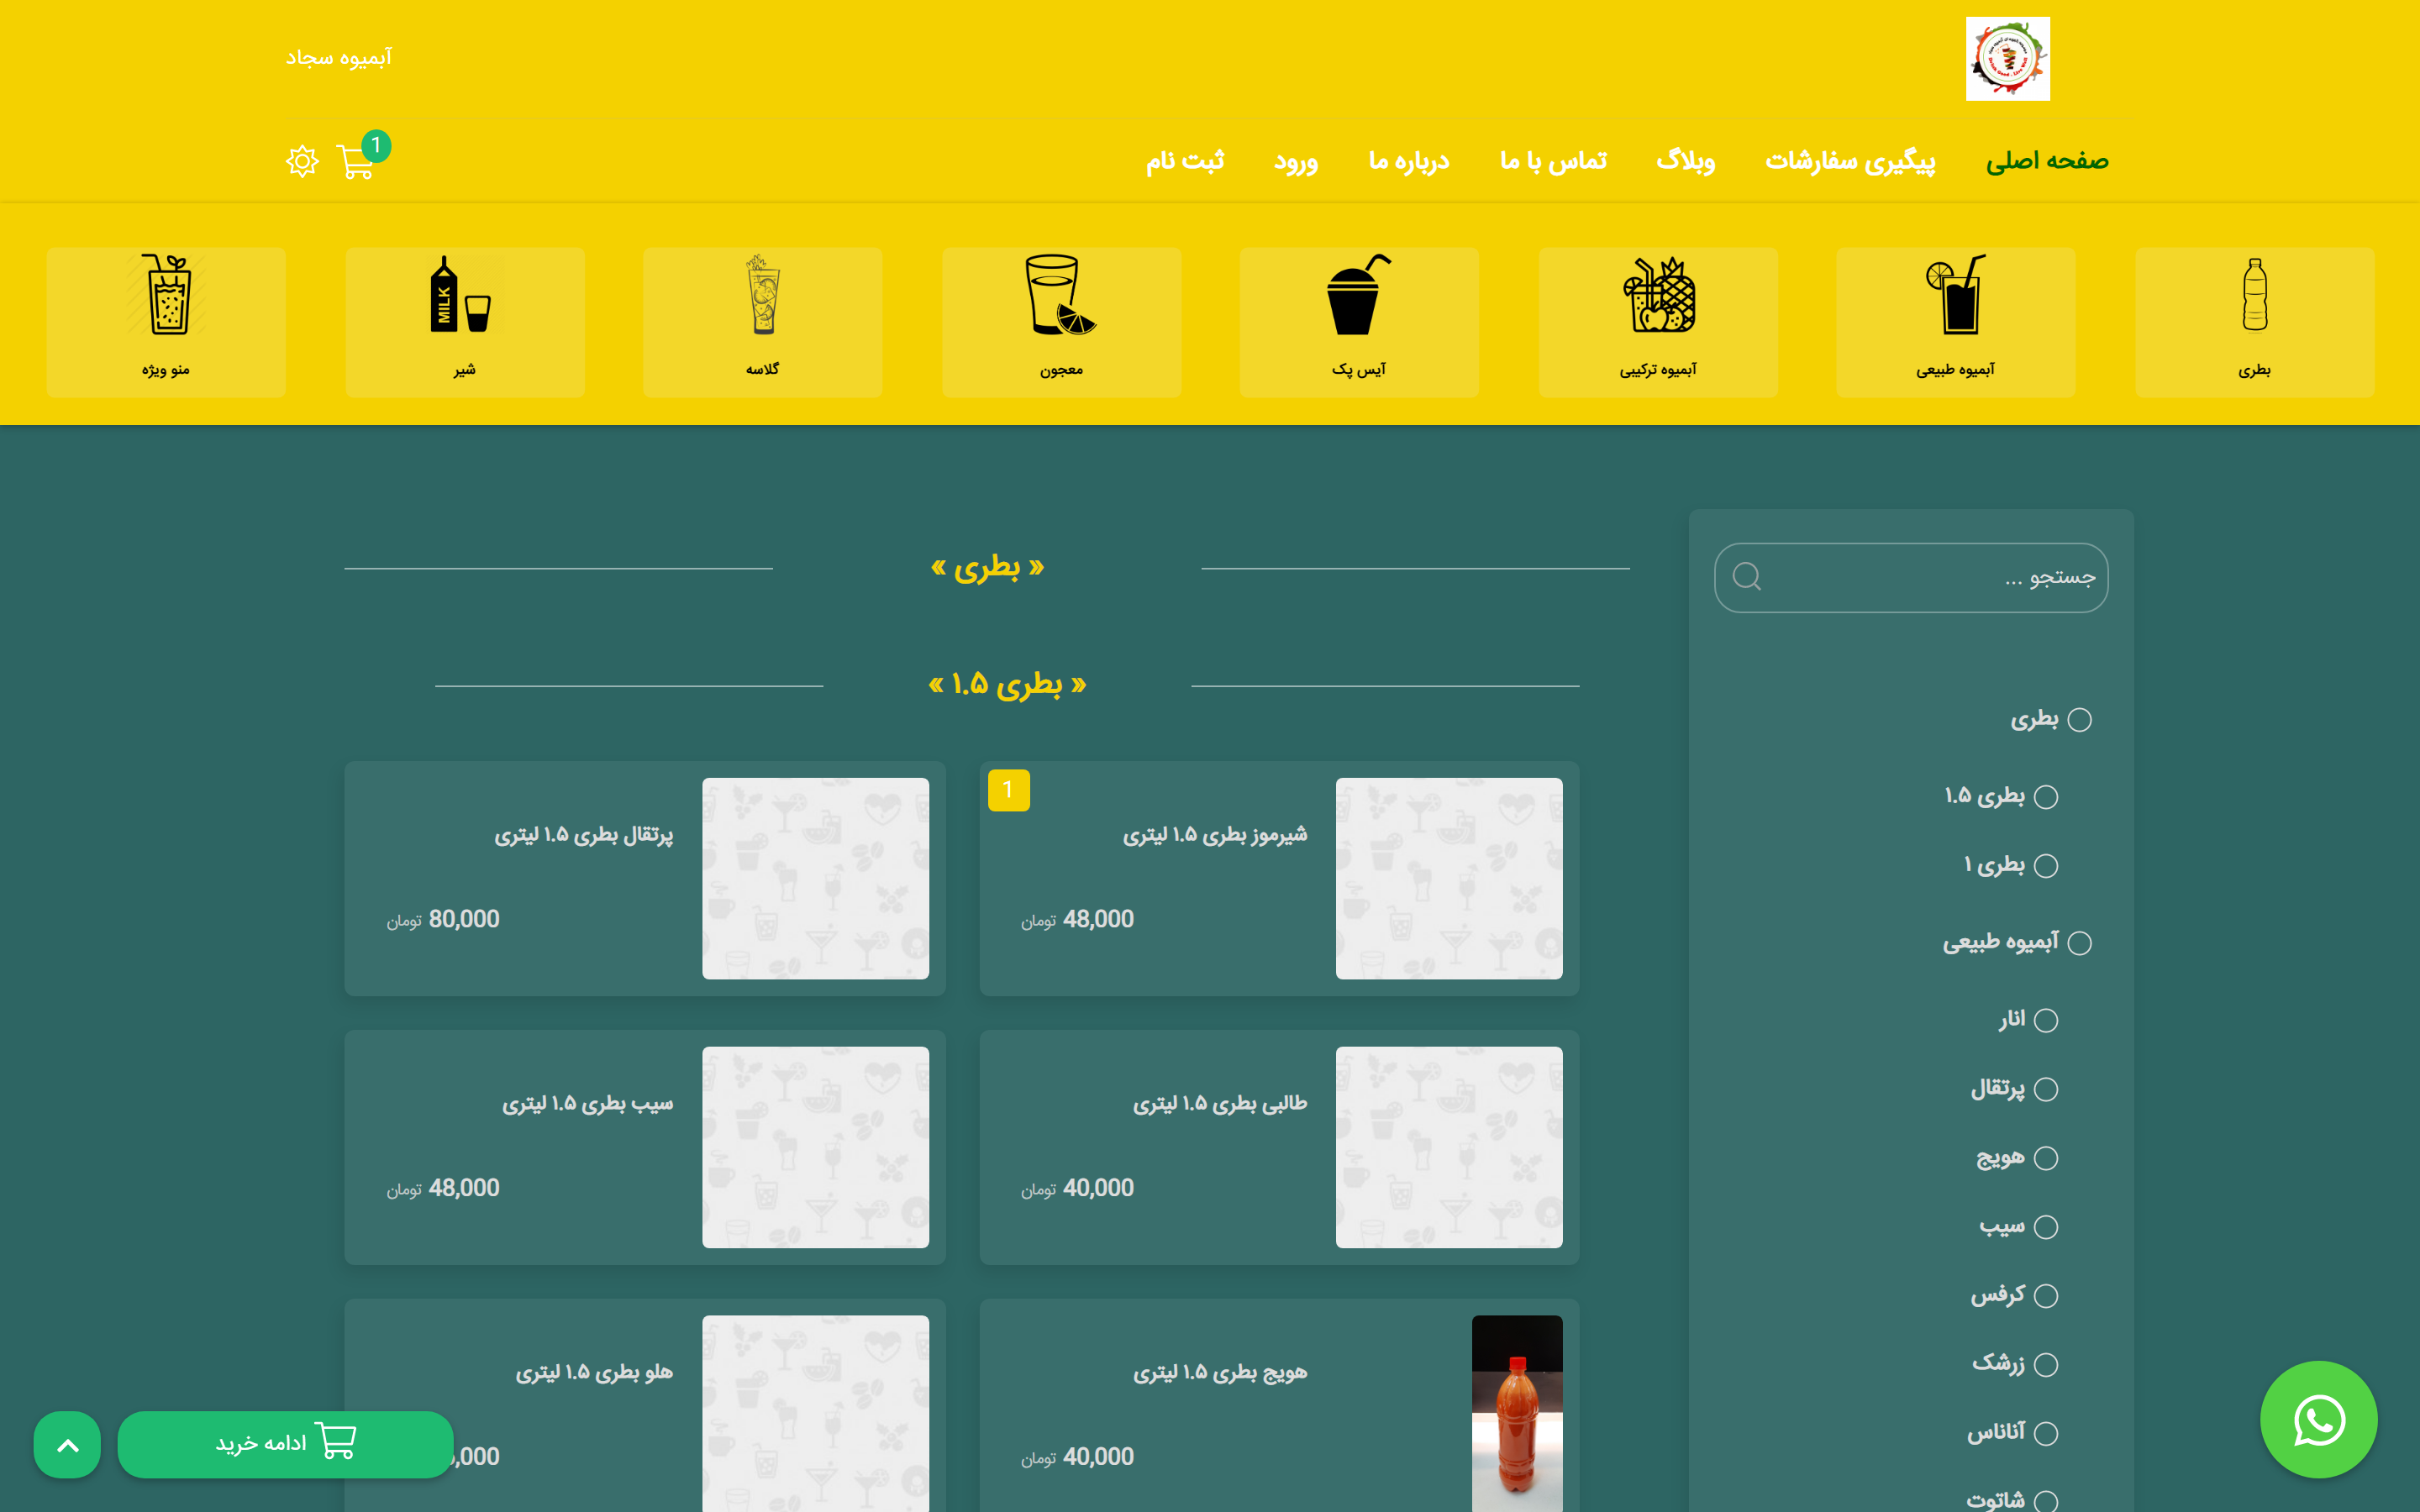 آبمیوه سجاد
صفحه اصلی
پیگیری سفارشات
وبلاگ
تماس با ما
درباره ما
ورود
ثبت نام
1
بطری
آبمیوه طبیعی
آبمیوه ترکیبی
آیس پک
معجون
گلاسه
MILK
شیر
منو ویژه
جستجو ...
بطری
بطری ۱.۵
بطری ۱
آبمیوه طبیعی
انار
پرتقال
هویج
سیب
کرفس
زرشک
آناناس
شاتوت
« بطری »
« بطری ۱.۵ »
1
شیرموز بطری ۱.۵ لیتری
48,000 تومان
پرتقال بطری ۱.۵ لیتری
80,000 تومان
طالبی بطری ۱.۵ لیتری
40,000 تومان
سیب بطری ۱.۵ لیتری
48,000 تومان
هویج بطری ۱.۵ لیتری
40,000 تومان
هلو بطری ۱.۵ لیتری
ادامه خرید